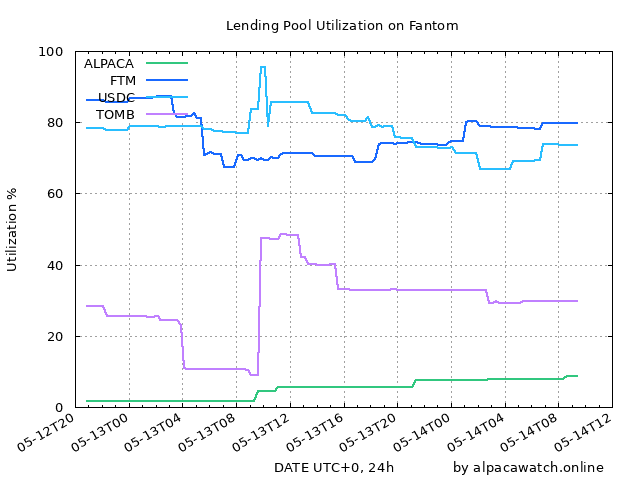 Lending Pool Utilization on Fantom
100
80
60
40
20
0
Utilization %
ALPACA
FTM
USDC
TOMB
05-12T20
05-13T00
05-13T04
05-13T08
05-13T12
05-13T16
05-13T20
05-14T00
05-14T04
05-14T08
05-14T12
DATE UTC+0, 24h
by alpacawatch.online